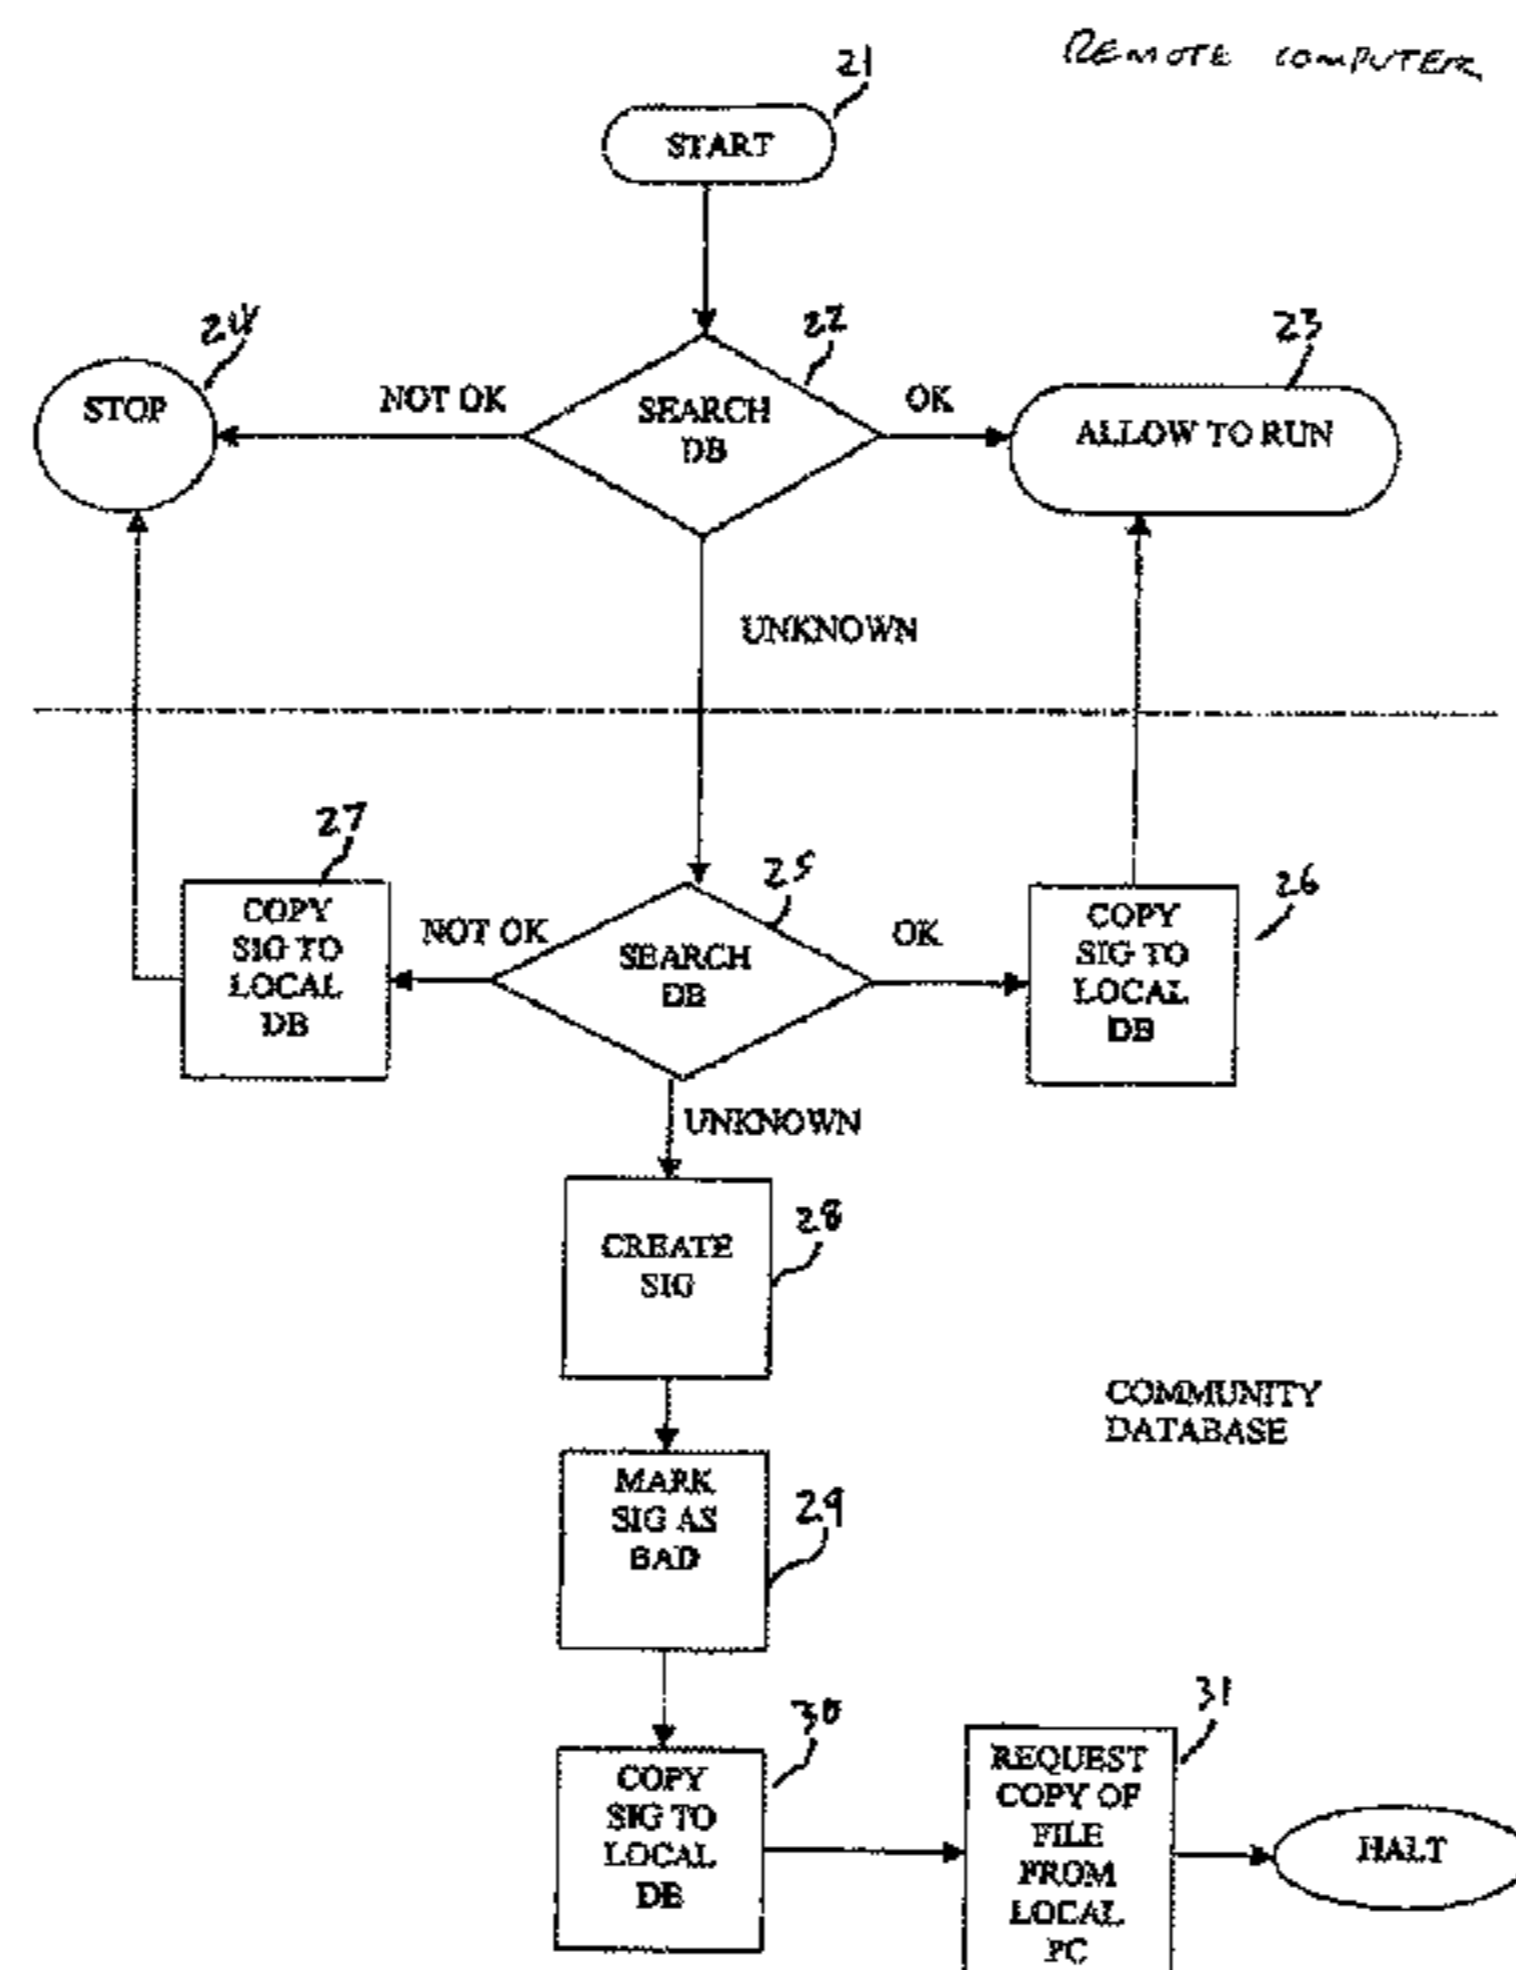 REMOTE COMPUTER
21
START
24
22
23
STOP
NOT OK
SEARCH
DB
OK
ALLOW TO RUN
UNKNOWN
27
25
26
COPY
SIG TO
LOCAL
DB
NOT OK
SEARCH
DB
OK
COPY
SIG TO
LOCAL
DB
UNKNOWN
28
CREATE
SIG
COMMUNITY
DATABASE
MARK
SIG AS
BAD
29
30
31
COPY
SIG TO
LOCAL
DB
REQUEST
COPY OF
FILE
FROM
LOCAL
PC
HALT